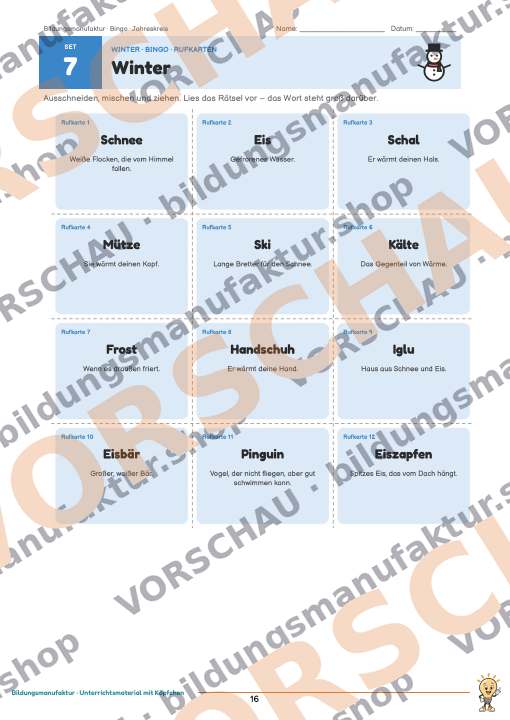 Bildungsmanufaktur · Bingo · Jahreskreis
Name: ____________________ Datum: __________
SET
7
WINTER · BINGO · RUFKARTEN
Winter
Ausschneiden, mischen und ziehen. Lies das Rätsel vor – das Wort steht groß darüber.
Rufkarte 1
Schnee
Weiße Flocken, die vom Himmel
fallen.
Rufkarte 2
Eis
Gefrorenes Wasser.
Rufkarte 3
Schal
Er wärmt deinen Hals.
Rufkarte 4
Mütze
Sie wärmt deinen Kopf.
Rufkarte 5
Ski
Lange Bretter für den Schnee.
Rufkarte 6
Kälte
Das Gegenteil von Wärme.
Rufkarte 7
Frost
Wenn es draußen friert.
Rufkarte 8
Handschuh
Er wärmt deine Hand.
Rufkarte 9
Iglu
Haus aus Schnee und Eis.
Rufkarte 10
Eisbär
Großer, weißer Bär.
Rufkarte 11
Pinguin
Vogel, der nicht fliegen, aber gut
schwimmen kann.
Rufkarte 12
Eiszapfen
Spitzes Eis, das vom Dach hängt.
VORSCHAU · bildungsmanufaktur.shop
VORSCHAU
Bildungsmanufaktur · Unterrichtsmaterial mit Köpfchen
16